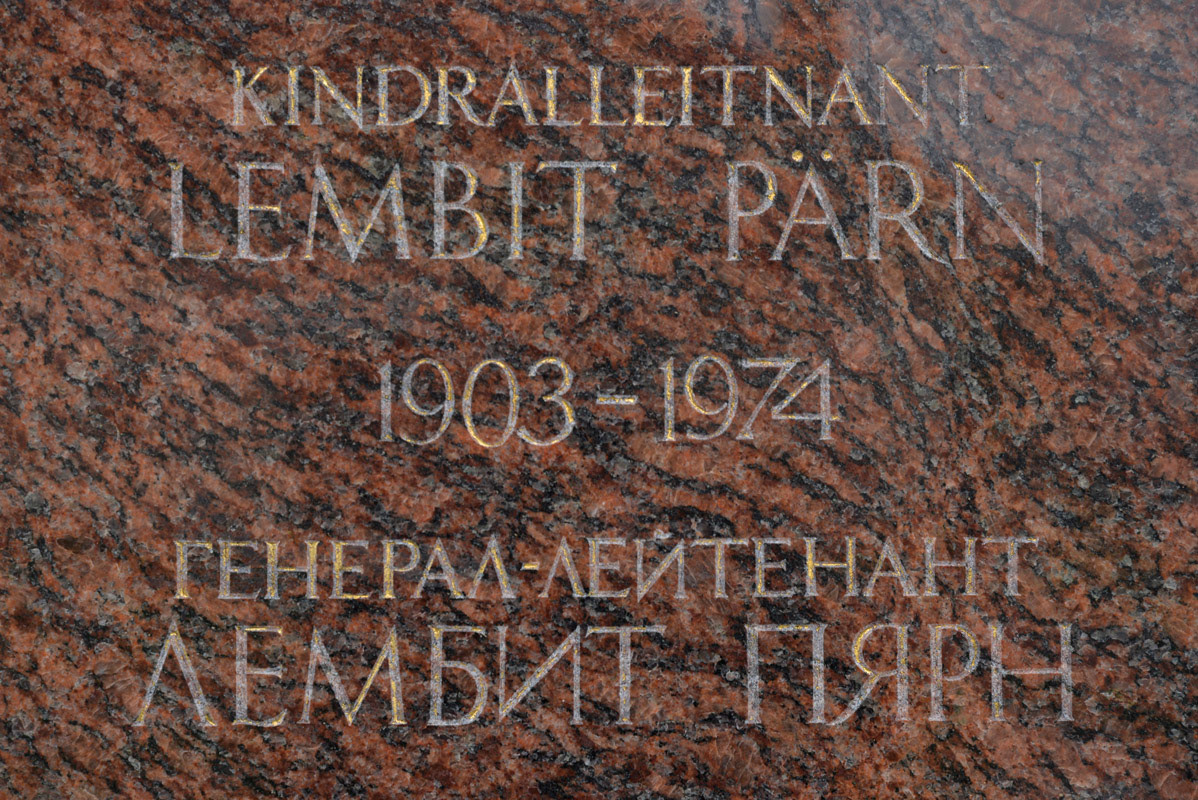 KINDRALLEITNANT
LEMBIT PÄRN
1903-1974
ГЕНЕРАЛ-ЛЕЙТЕНАНТ
ЛЕМБИТ ПЯРН